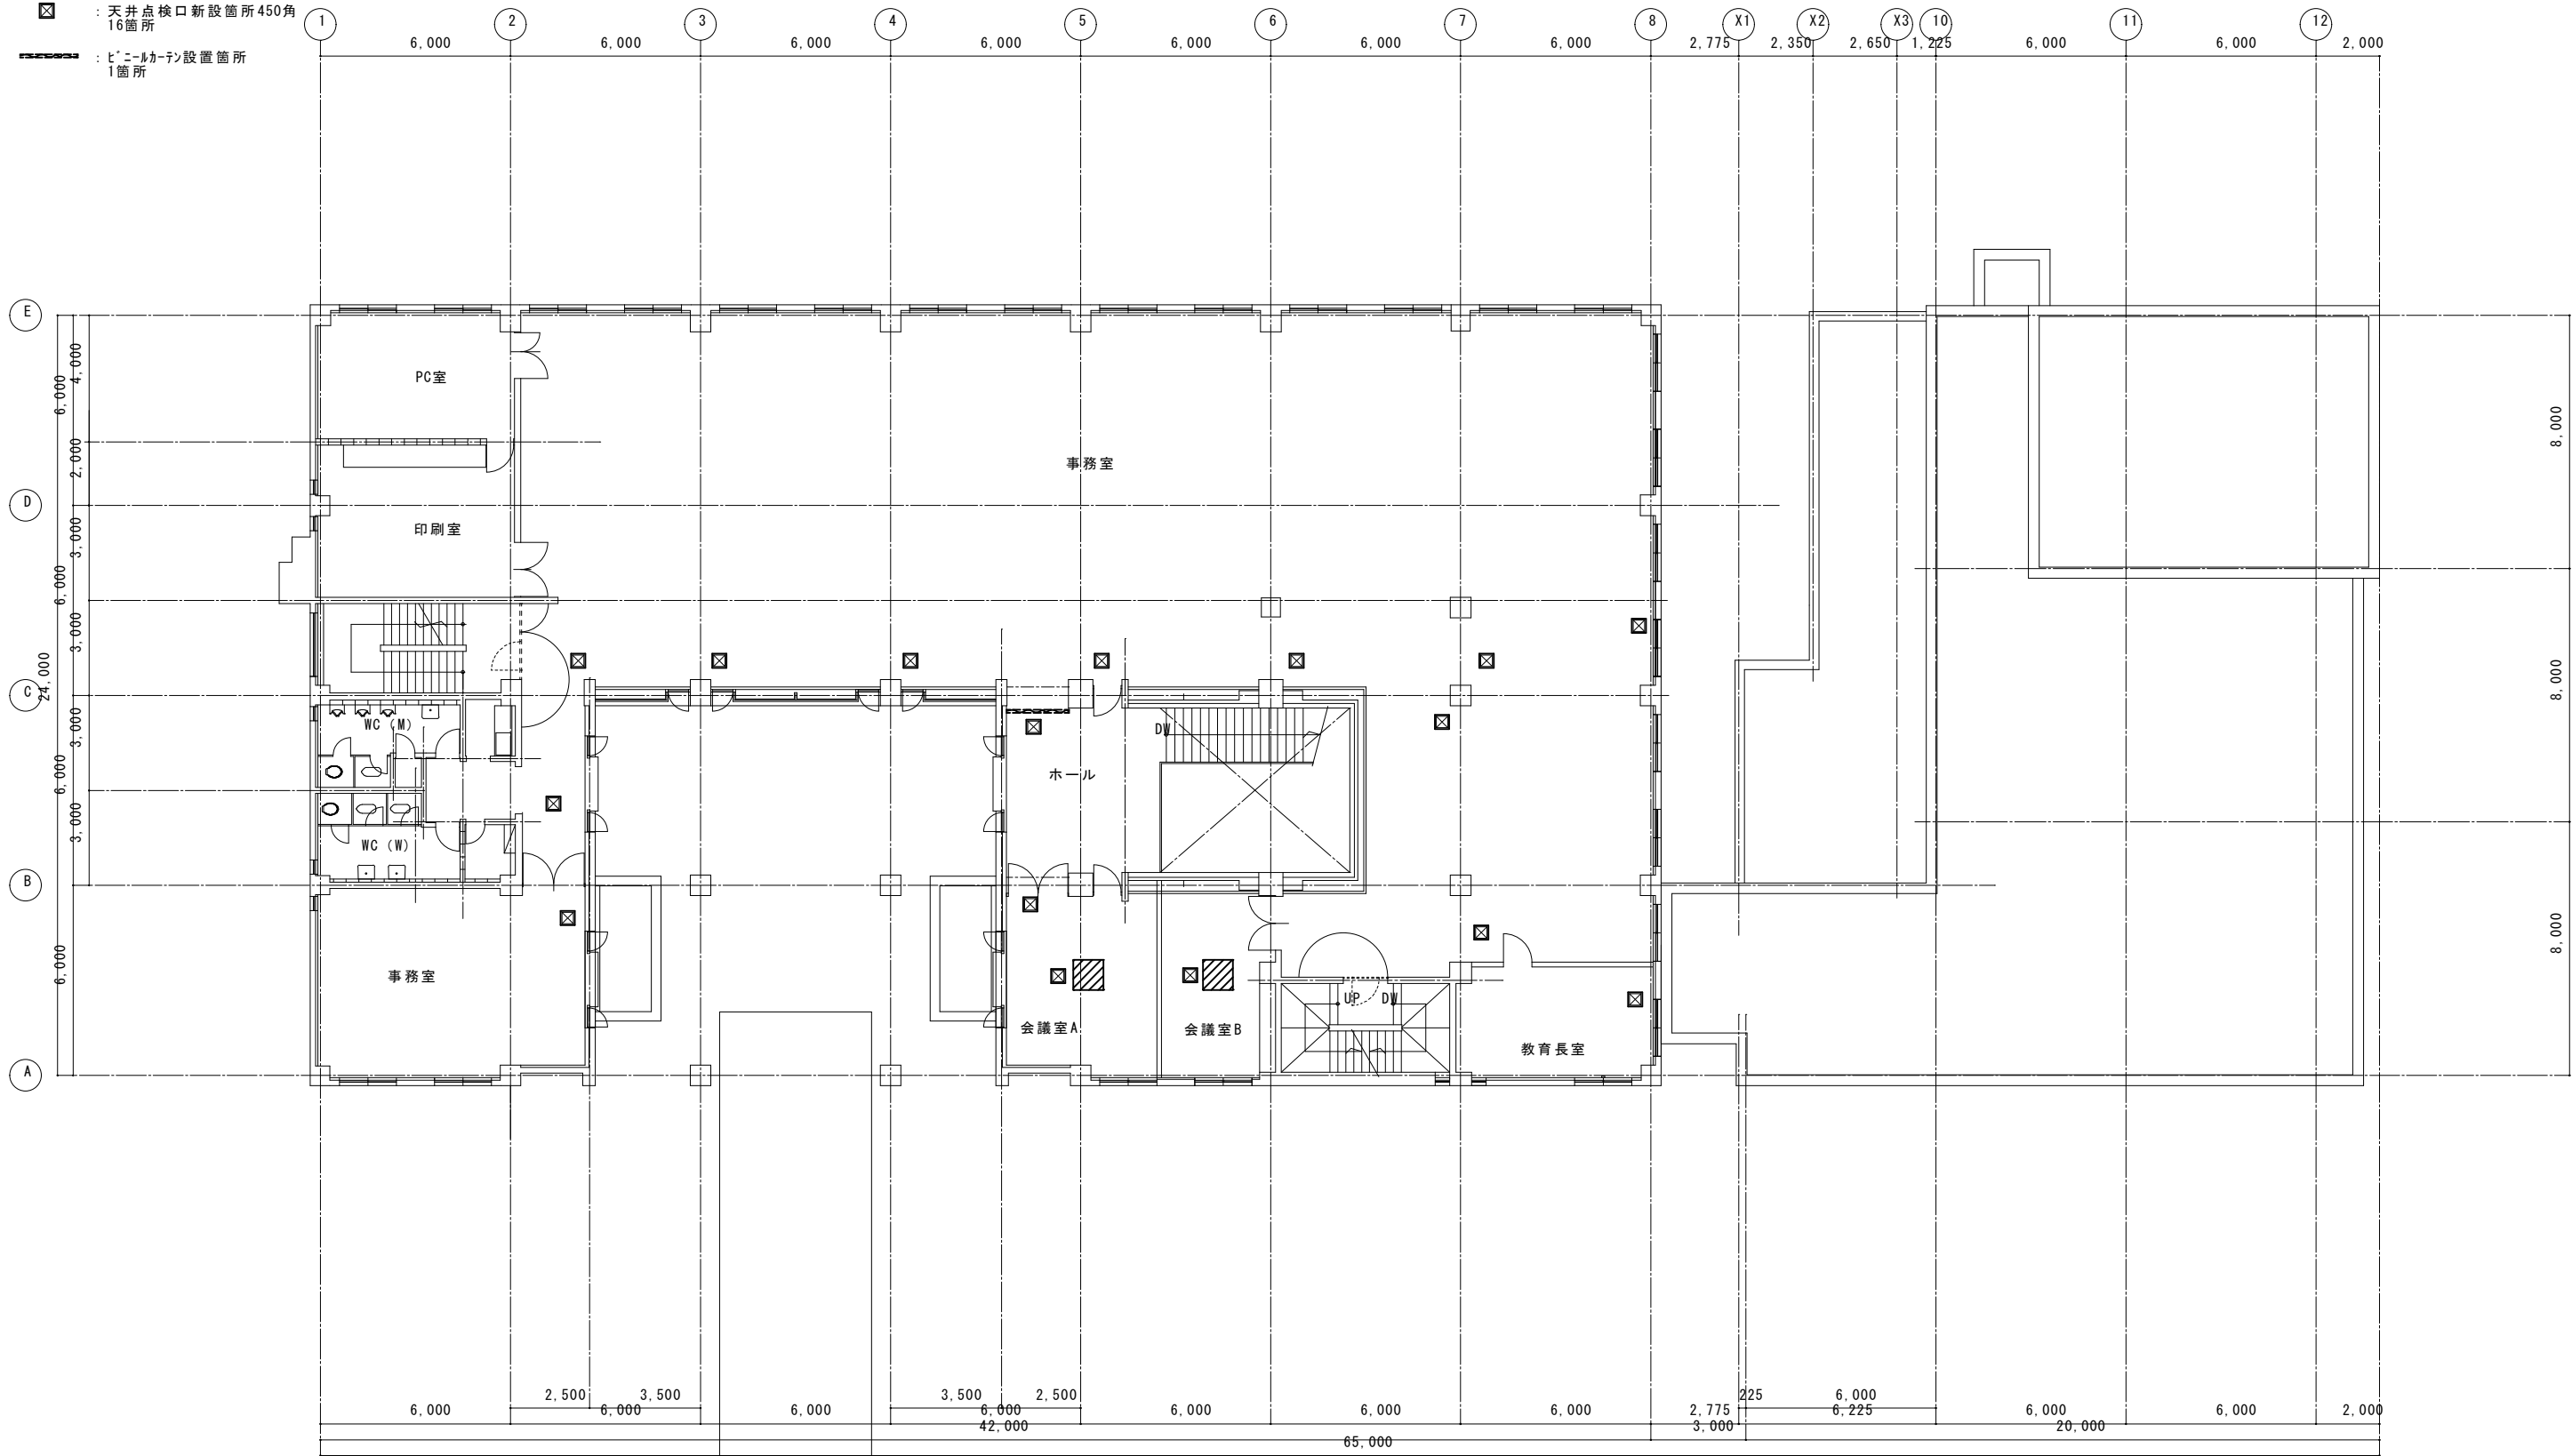 ：天井点検口新設箇所450角
16箇所
：ﾋﾞﾆｰﾙｶｰﾃﾝ設置箇所
1箇所
1 2 3 4 5 6 7 8 X1 X2 X3 10 11 12
6,000 6,000 6,000 6,000 6,000 6,000 6,000 2,775 2,350 2,650 1,225 6,000 6,000 2,000
E
4,000
6,000
PC室
8,000
2,000
事務室
D
3,000
印刷室
6,000
3,000
24,000
C
8,000
3,000
WC（M）
DW
6,000
ホール
3,000
WC（W）
B
8,000
6,000
事務室
UP DW
会議室A
会議室B
教育長室
A
2,500 3,500 3,500 2,500 225 6,000
6,000 6,000 6,000 6,000 6,000 6,000 6,000 2,775 6,225 6,000 6,000 2,000
42,000 3,000 20,000
65,000